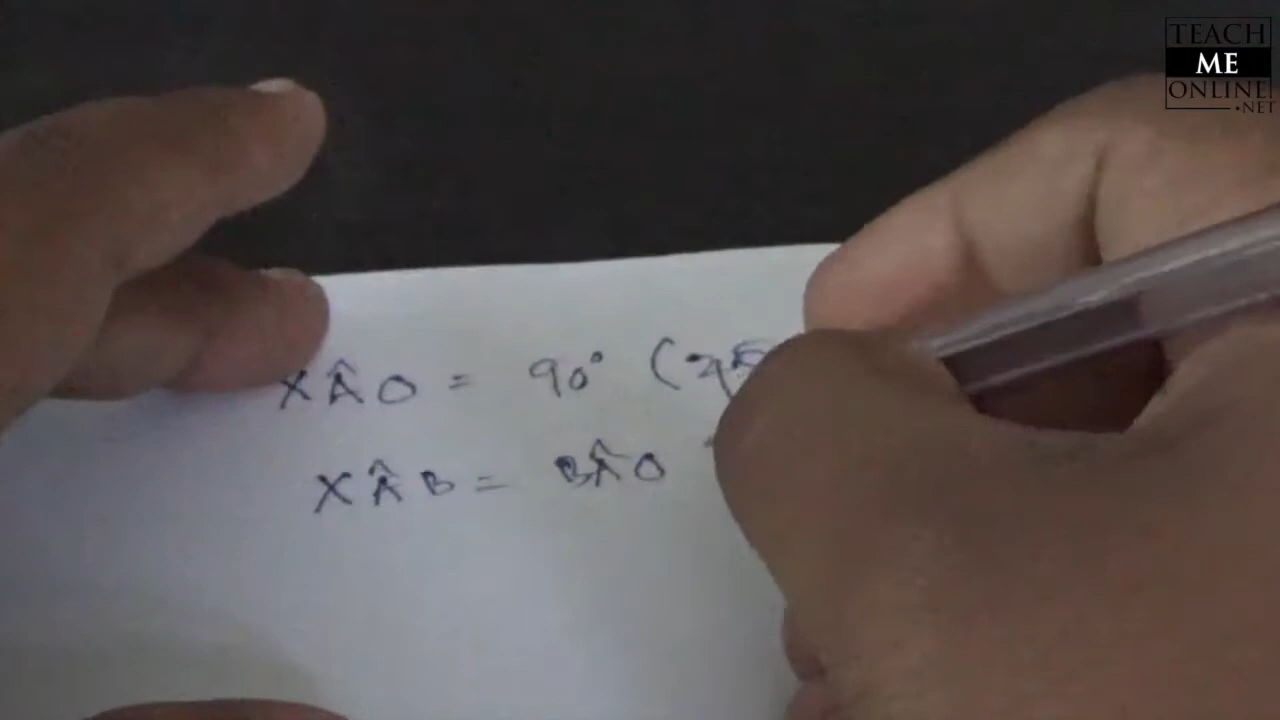 TEACH
ME
ONLINE
.NET
XÂO = 90° (
XÂB = BÂO